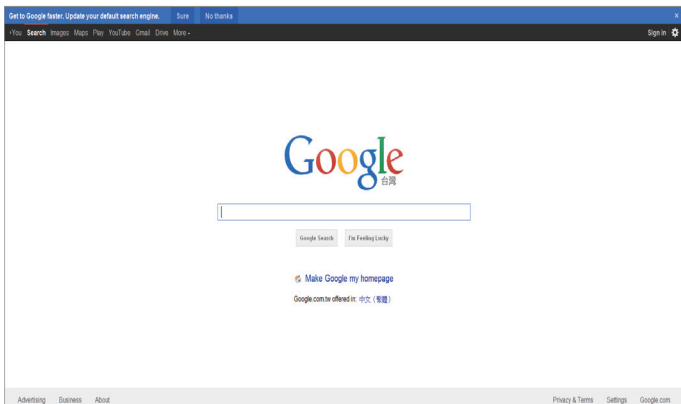 Get to Google faster. Update your default search engine. Sure No thanks x
+You Search Images Maps Play YouTube Gmail Drive More Sign in
Google
台灣
Google Search I'm Feeling Lucky
Make Google my homepage
Google.com.tw offered in: 中文（繁體）
Advertising Business About Privacy & Terms Settings Google.com